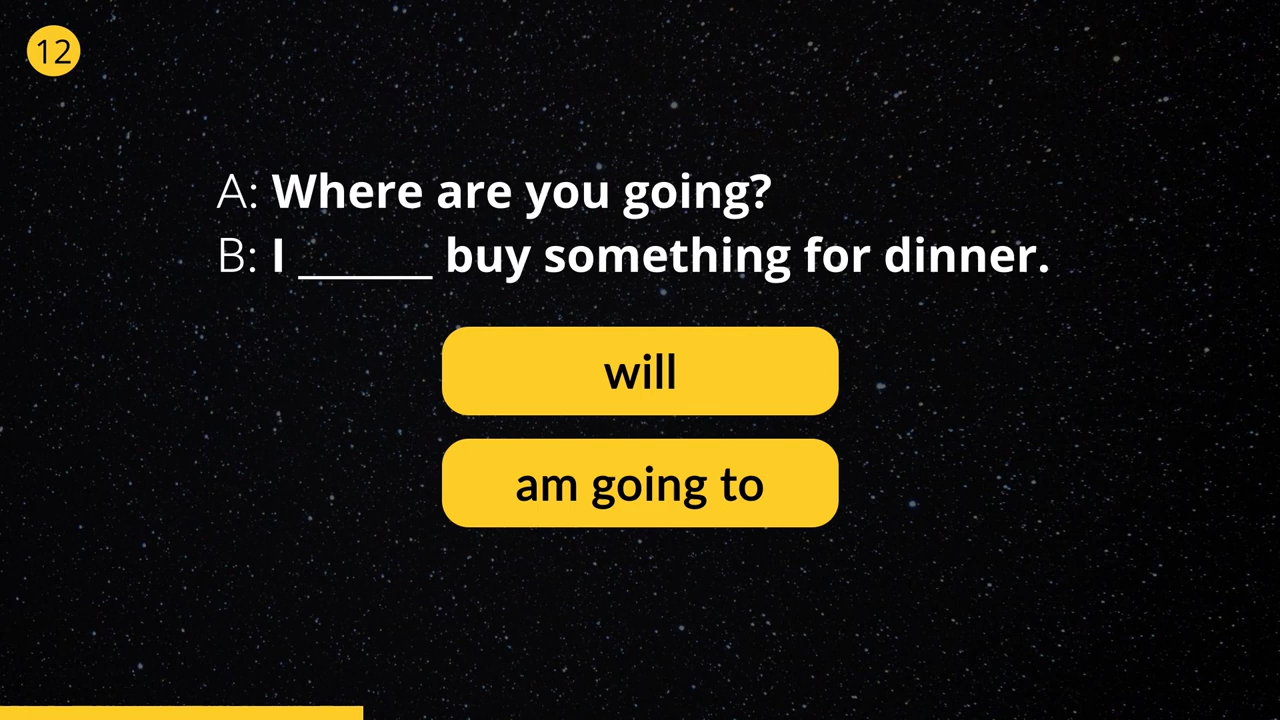 12
A: Where are you going?
B: I ______ buy something for dinner.
will
am going to